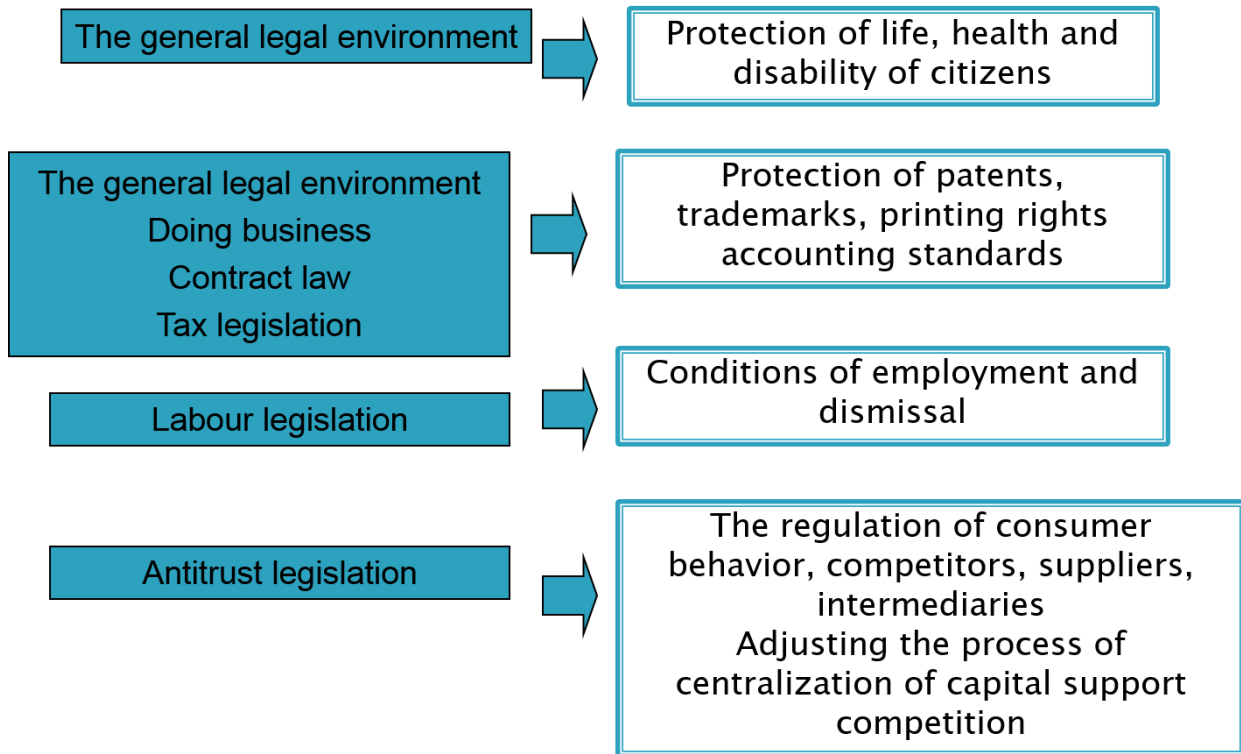 The general legal environment
Protection of life, health and
disability of citizens
The general legal environment
Doing business
Contract law
Tax legislation
Protection of patents,
trademarks, printing rights
accounting standards
Labour legislation
Conditions of employment and
dismissal
Antitrust legislation
The regulation of consumer
behavior, competitors, suppliers,
intermediaries
Adjusting the process of
centralization of capital support
competition